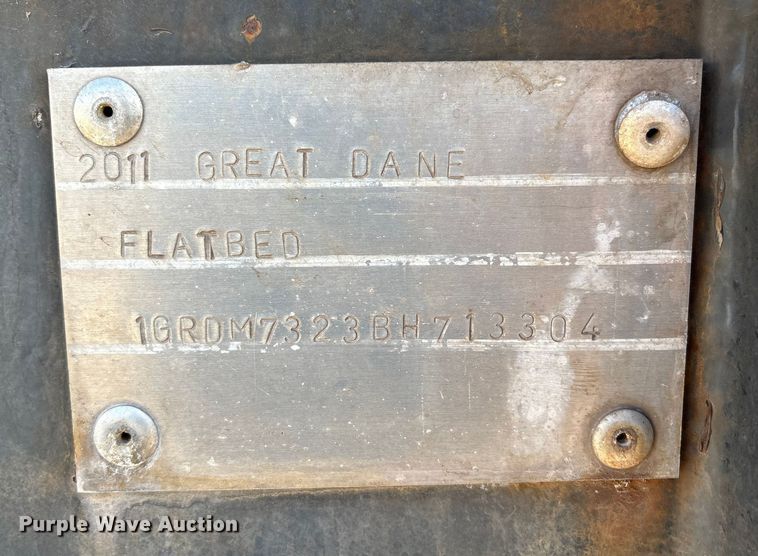 2011 GREAT DANE
FLATBED
1GRDM7323BH713304
Purple Wave Auction